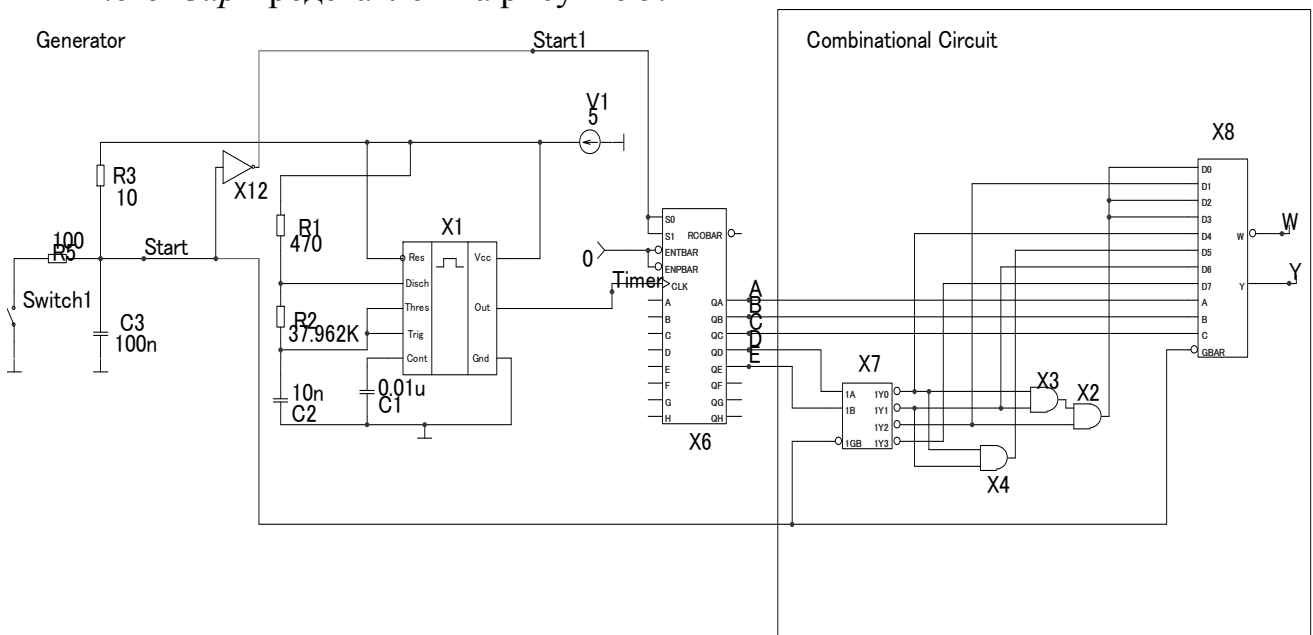 Generator
Start1
Combinational Circuit
V1
5
X8
R3
10
X12
R1
470
X1
100
R5
Start
Switch1
C3
100n
R2
37.962K
10n
C2
0.01u
C1
Res
Disch
Thres
Trig
Cont
Vcc
Out
Gnd
0
Timer
S0
S1
RCOBAR
ENTBAR
ENPBAR
CLK
A
B
C
D
E
F
G
H
QA
QB
QC
QD
QE
QF
QG
QH
X6
A
B
C
D
E
X7
1A
1B
1GB
1Y0
1Y1
1Y2
1Y3
X3
X2
X4
D0
D1
D2
D3
D4
D5
D6
D7
A
B
C
GBAR
W
Y
W
Y